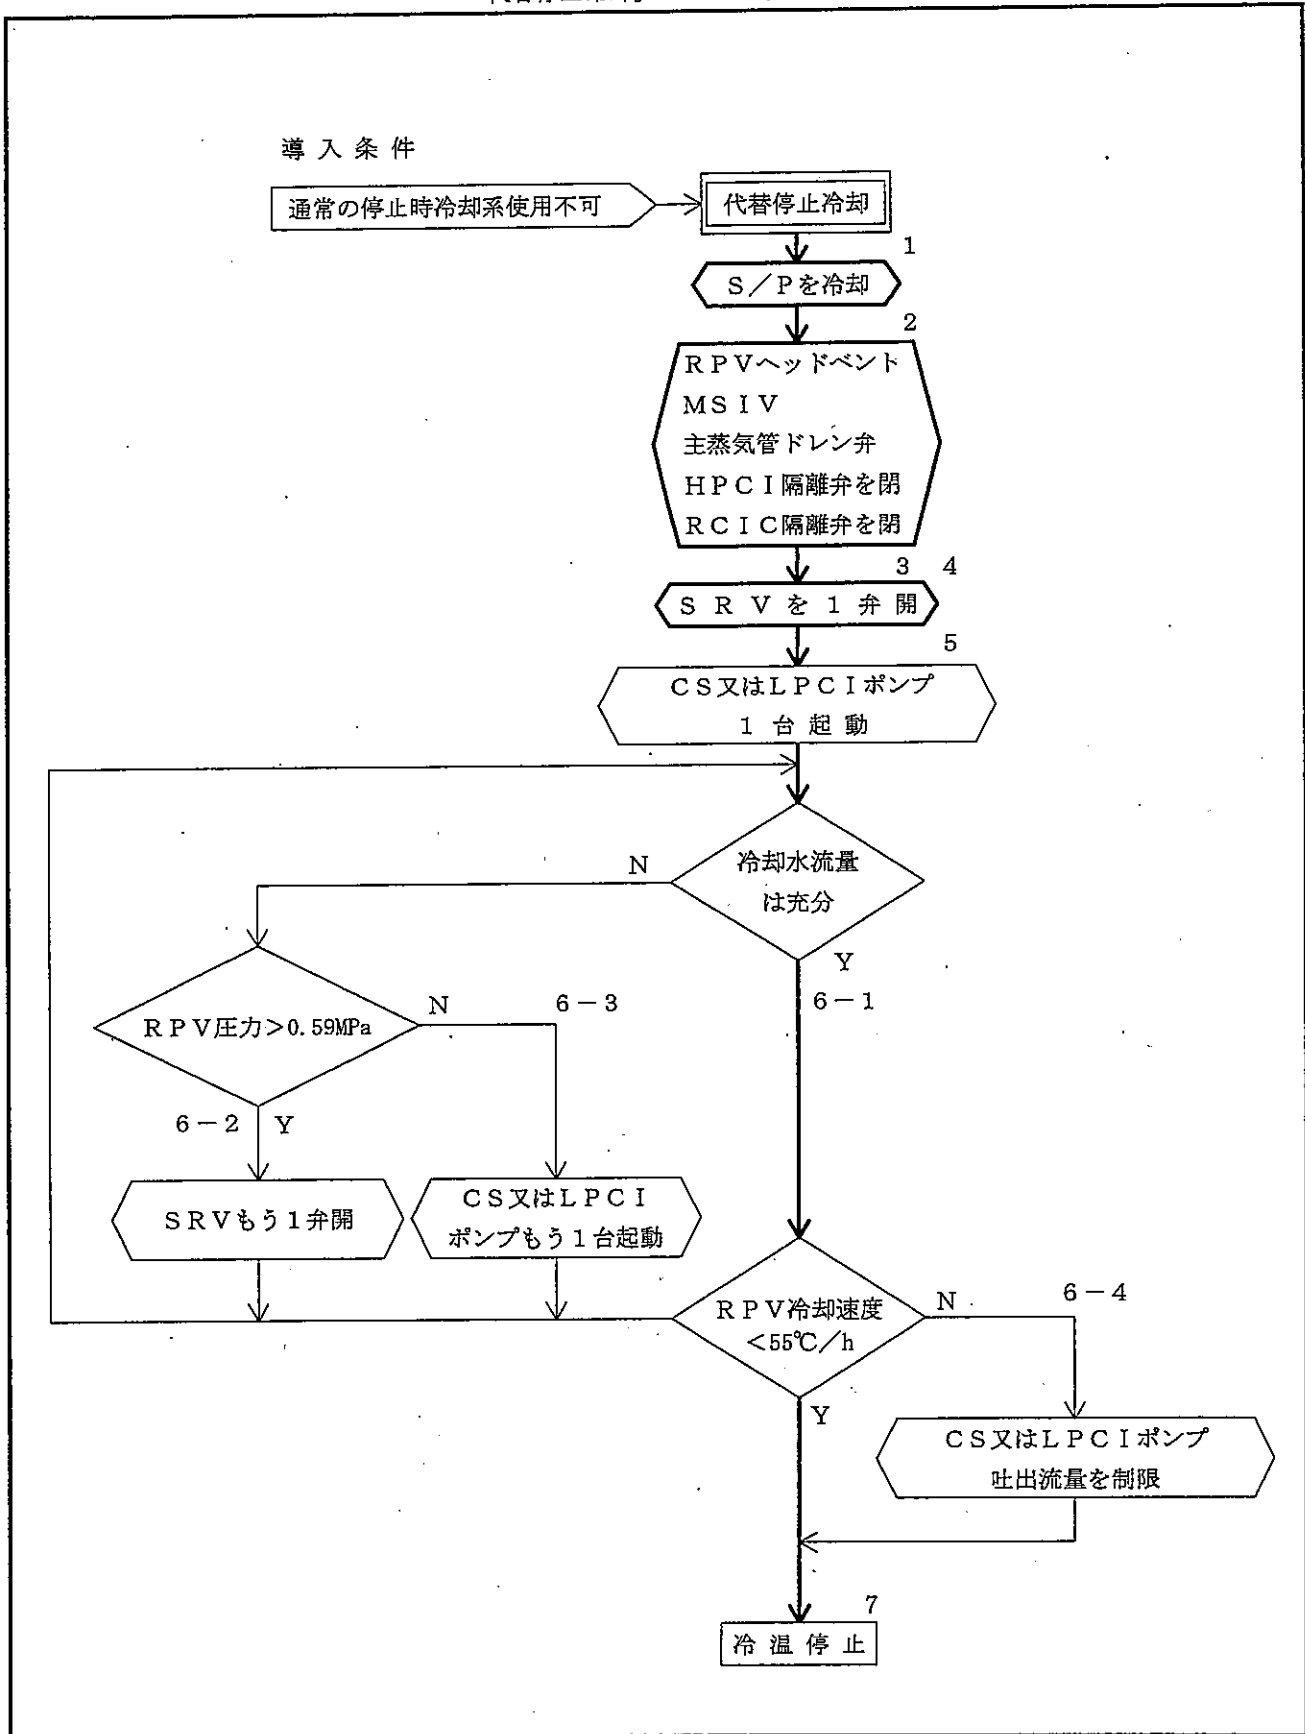 導入条件
通常の停止時冷却系使用不可
代替停止冷却
1
S／Pを冷却
2
RPVヘッドベント
MSIV
主蒸気管ドレン弁
HPCI隔離弁を閉
RCIC隔離弁を閉
3 4
SRVを1弁開
5
CS又はLPCIポンプ
1台起動
冷却水流量
は充分
N
Y
6－1
RPV圧力＞0.59MPa
N
6－3
6－2
Y
SRVもう1弁開
CS又はLPCI
ポンプもう1台起動
RPV冷却速度
＜55℃／h
N
6－4
Y
CS又はLPCIポンプ
吐出流量を制限
7
冷温停止